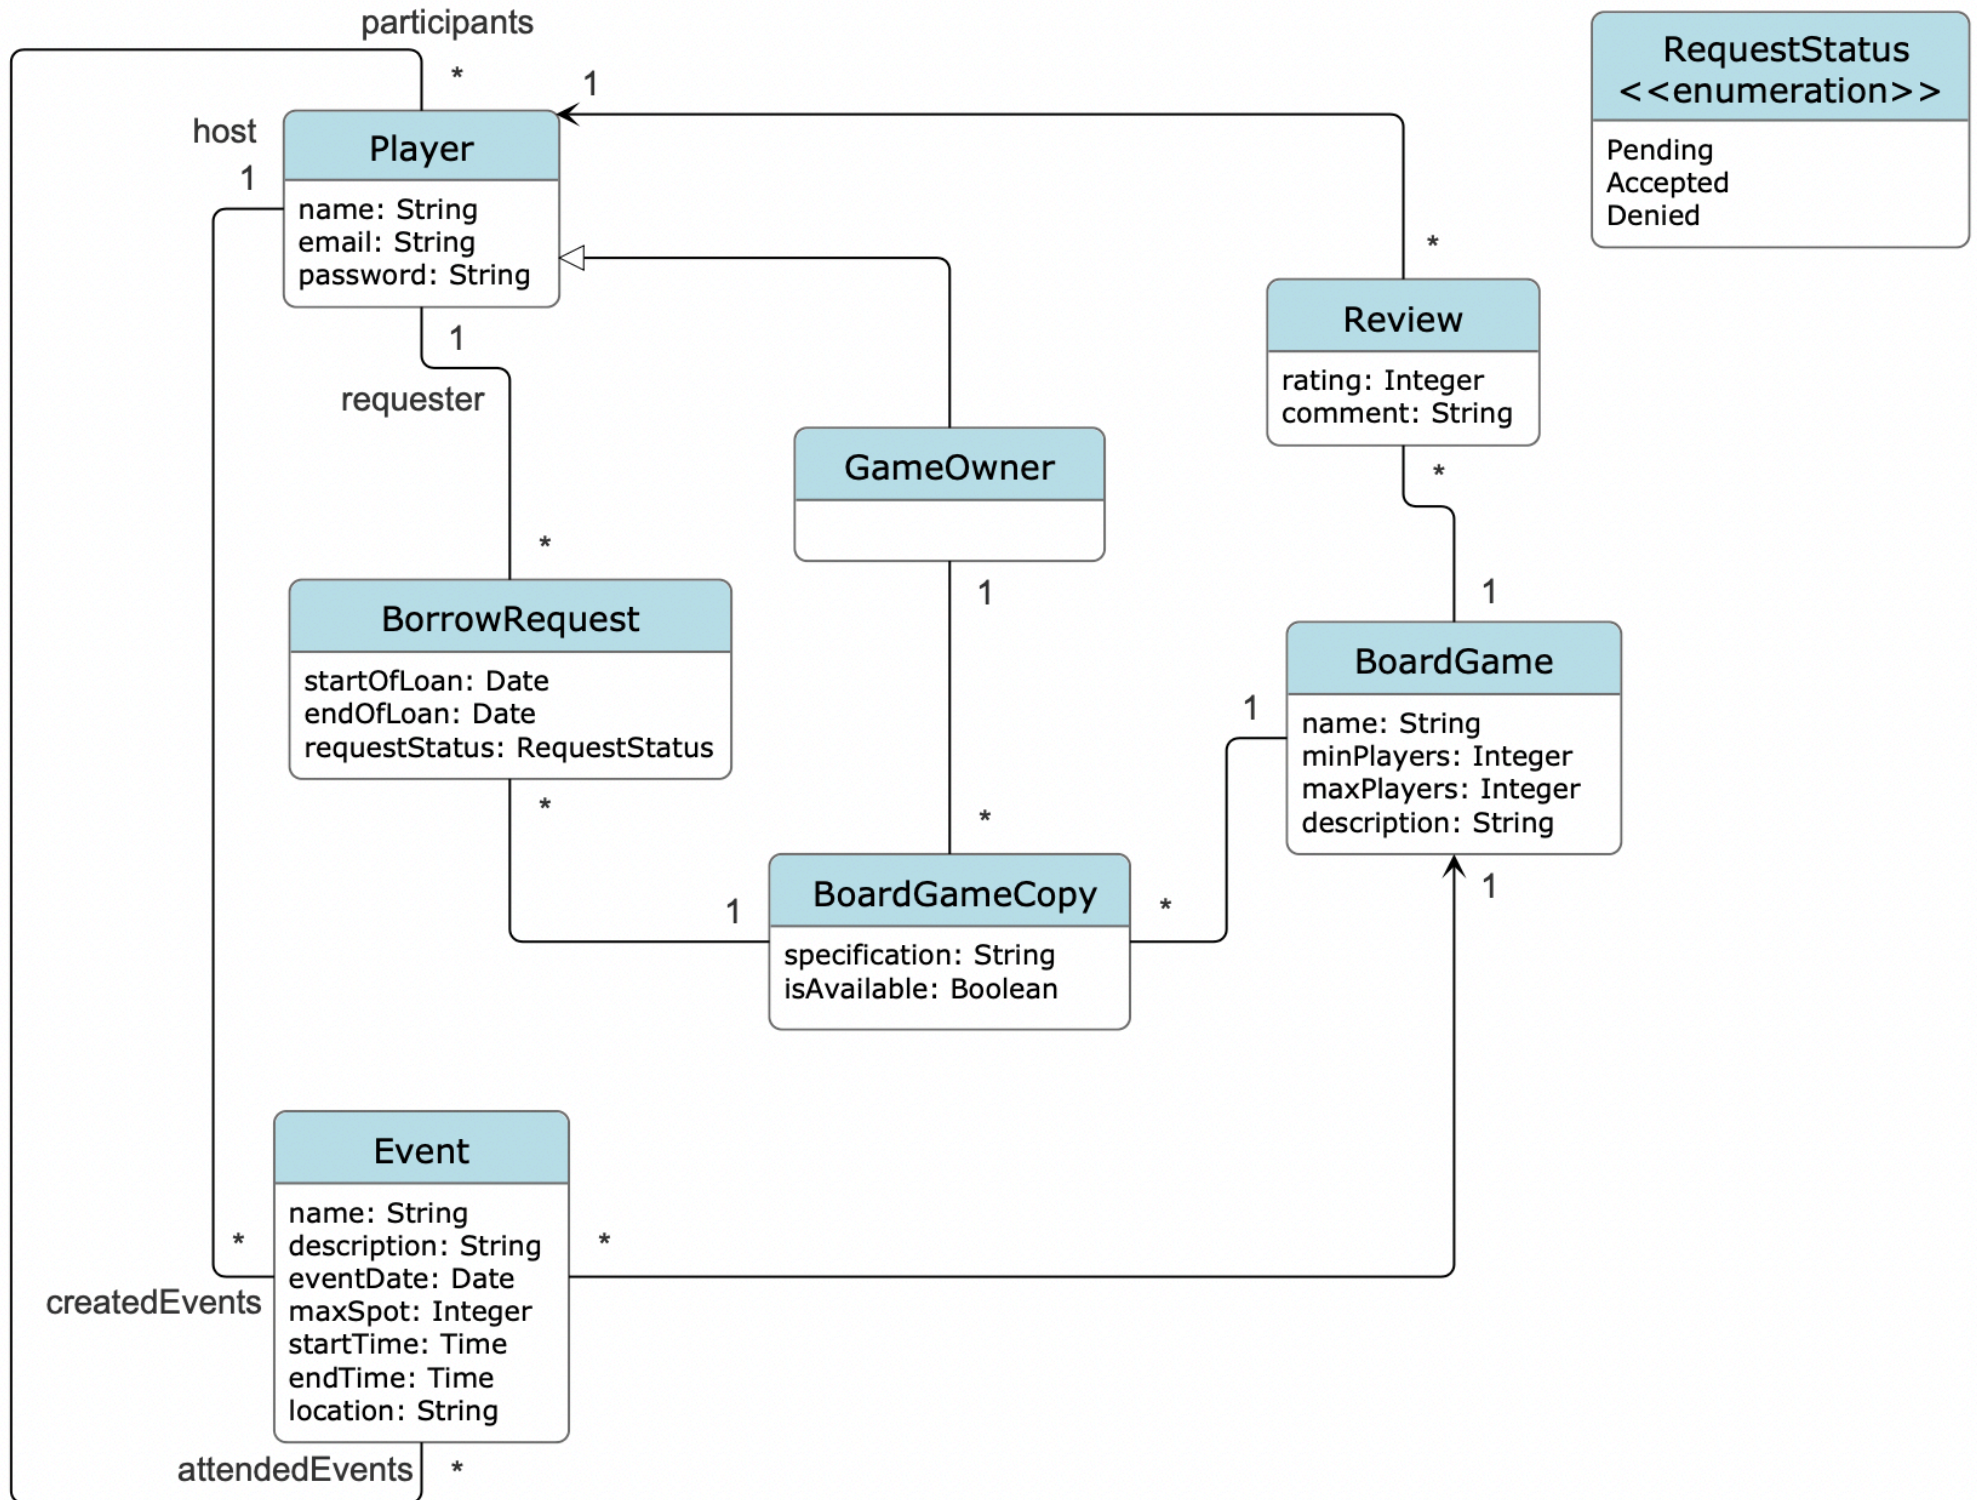 participants
*
1
host
1
Player
name: String
email: String
password: String
1
requester
*
RequestStatus
<<enumeration>>
Pending
Accepted
Denied
*
Review
rating: Integer
comment: String
*
GameOwner
1
*
BorrowRequest
startOfLoan: Date
endOfLoan: Date
requestStatus: RequestStatus
*
1
1
BoardGame
name: String
minPlayers: Integer
maxPlayers: Integer
description: String
1
1
*
BoardGameCopy
specification: String
isAvailable: Boolean
Event
name: String
description: String
eventDate: Date
maxSpot: Integer
startTime: Time
endTime: Time
location: String
*
*
createdEvents
attendedEvents
*